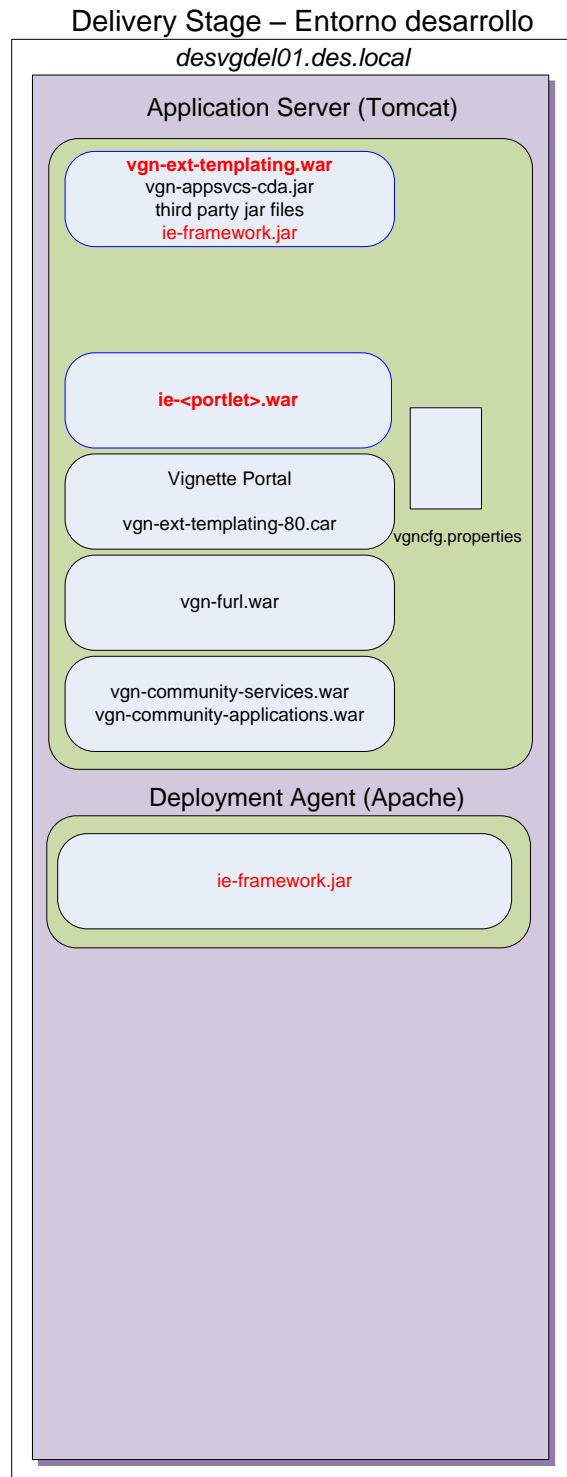 Delivery Stage – Entorno desarrollo
desvgdel01.des.local
Application Server (Tomcat)
vgn-ext-templating.war
vgn-appsvcs-cda.jar
third party jar files
ie-framework.jar
ie-<portlet>.war
Vignette Portal
vgn-ext-templating-80.car
vgncfg.properties
vgn-furl.war
vgn-community-services.war
vgn-community-applications.war
Deployment Agent (Apache)
ie-framework.jar